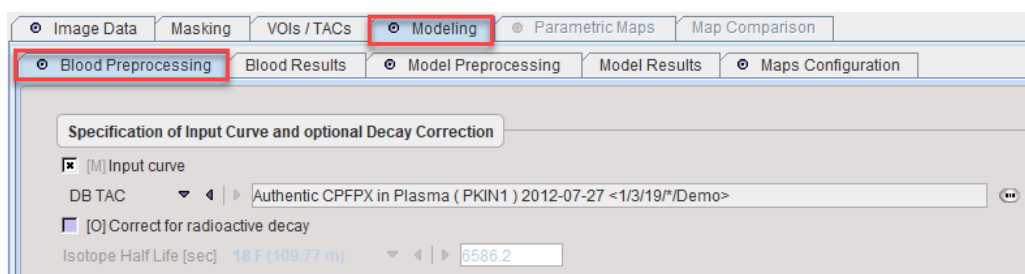 Image Data Masking VOIs / TACs Modeling Parametric Maps Map Comparison
Blood Preprocessing Blood Results Model Preprocessing Model Results Maps Configuration
Specification of Input Curve and optional Decay Correction
[M] Input curve
DB TAC Authentic CPFPX in Plasma ( PKIN1 ) 2012-07-27 <1/3/19/*/Demo>
[O] Correct for radioactive decay
Isotope Half Life [sec] 18 F (109.77 m) 6586.2